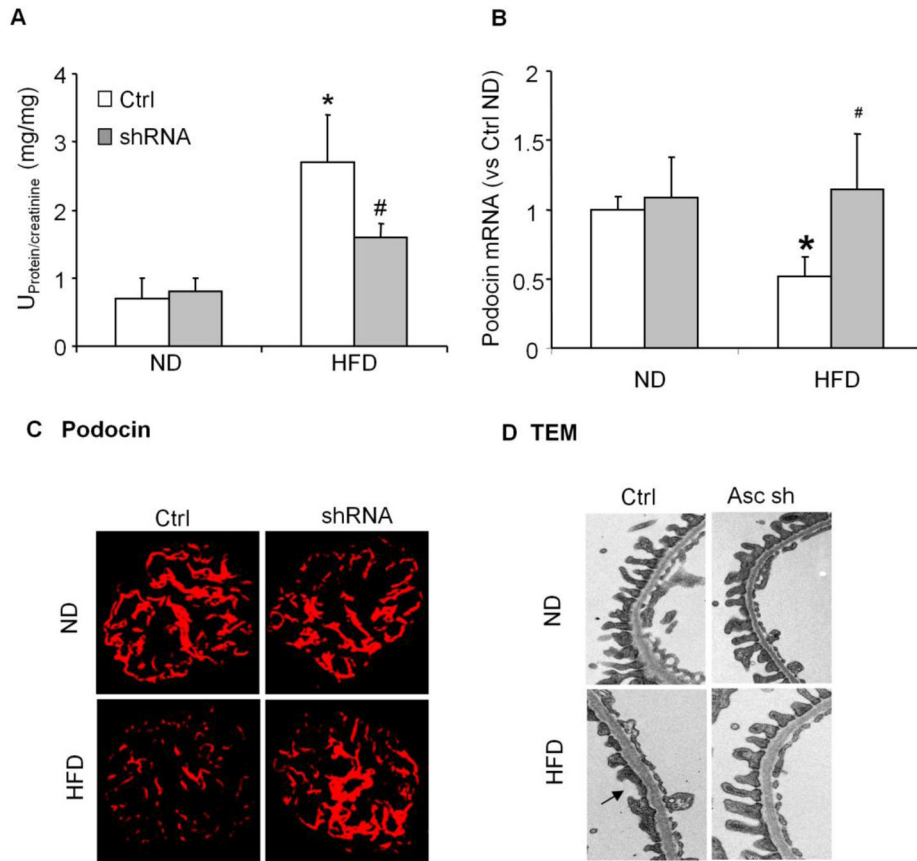 A
U Protein/creatinine (mg/mg)
4
3
2
1
0
Ctrl
shRNA
*
#
ND
HFD
B
Podocin mRNA (vs Ctrl ND)
2
1.5
1
0.5
0
#
*
ND
HFD
C Podocin
Ctrl
shRNA
ND
HFD
D TEM
Ctrl
Asc sh
ND
HFD